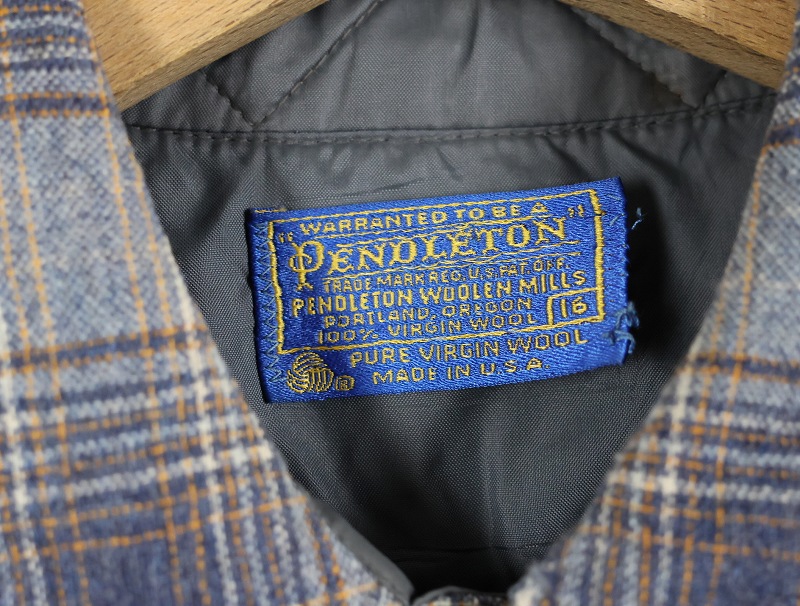 WARRANTED TO BE A
"PENDLETON"
TRADE MARK REG. U.S. PAT. OFF.
PENDLETON WOOLEN MILLS
PORTLAND, OREGON
100% VIRGIN WOOL
16
PURE VIRGIN WOOL
® MADE IN U.S.A.